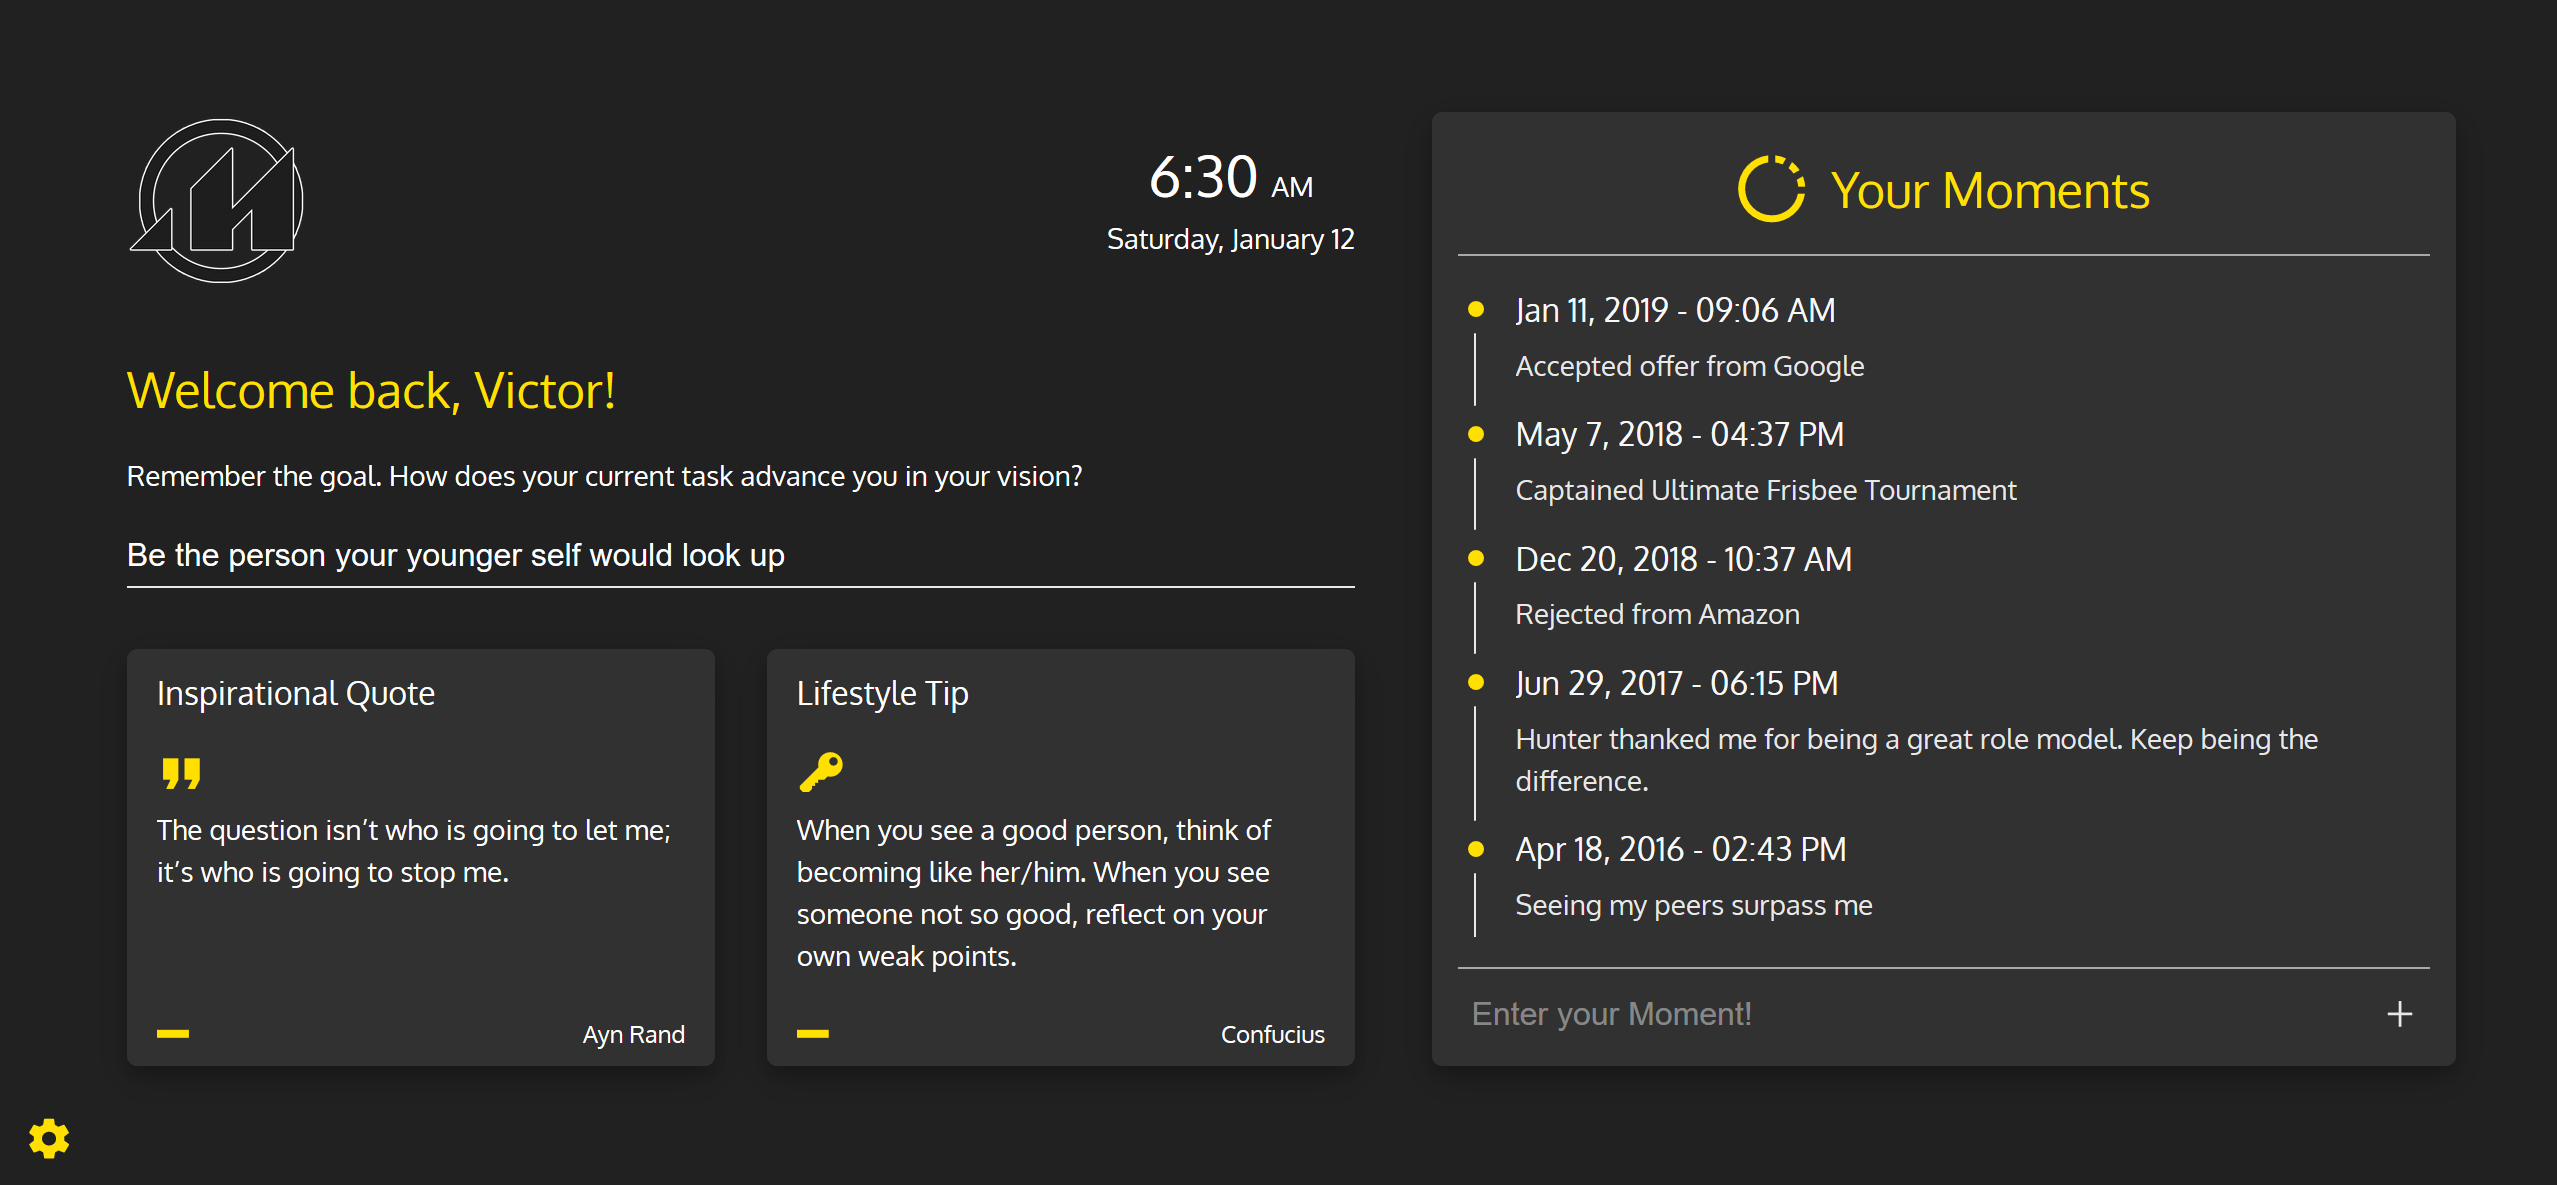 6:30 AM
Saturday, January 12
Welcome back, Victor!
Remember the goal. How does your current task advance you in your vision?
Be the person your younger self would look up
Inspirational Quote
The question isn’t who is going to let me;
it’s who is going to stop me.
Ayn Rand
Lifestyle Tip
When you see a good person, think of
becoming like her/him. When you see
someone not so good, reflect on your
own weak points.
Confucius
Your Moments
Jan 11, 2019 - 09:06 AM
Accepted offer from Google
May 7, 2018 - 04:37 PM
Captained Ultimate Frisbee Tournament
Dec 20, 2018 - 10:37 AM
Rejected from Amazon
Jun 29, 2017 - 06:15 PM
Hunter thanked me for being a great role model. Keep being the
difference.
Apr 18, 2016 - 02:43 PM
Seeing my peers surpass me
Enter your Moment!